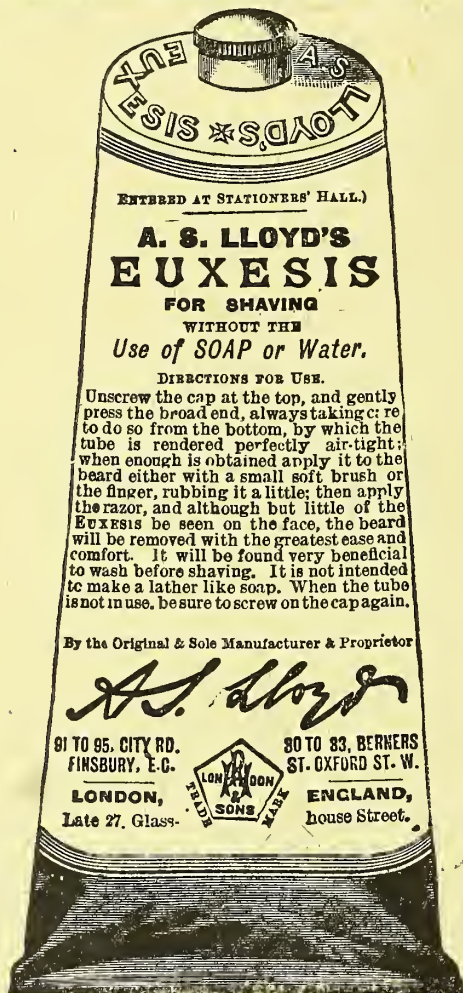 A.S. LLOYD'S ✠ EUXESIS
ENTERED AT STATIONERS' HALL.)
A. S. LLOYD'S
EUXESIS
FOR SHAVING
WITHOUT THE
Use of SOAP or Water.
DIRECTIONS FOR USE.
Unscrew the cap at the top, and gently
press the broad end, always taking c re
to do so from the bottom, by which the
tube is rendered perfectly air-tight;
when enough is obtained apply it to the
beard either with a small soft brush or
the finger, rubbing it a little; then apply
the razor, and although but little of the
EUXESIS be seen on the face, the beard
will be removed with the greatest ease and
comfort. It will be found very beneficial
to wash before shaving. It is not intended
to make a lather like soap. When the tube
is not in use, be sure to screw on the cap again.
By the Original & Sole Manufacturer & Proprietor
A.S. Lloyd
91 TO 95, CITY RD.
FINSBURY, E.C.
LONDON,
Late 27, Glass-
LONDON
& SONS
TRADE MARK
80 TO 83, BERNERS
ST. OXFORD ST. W.
ENGLAND,
house Street.